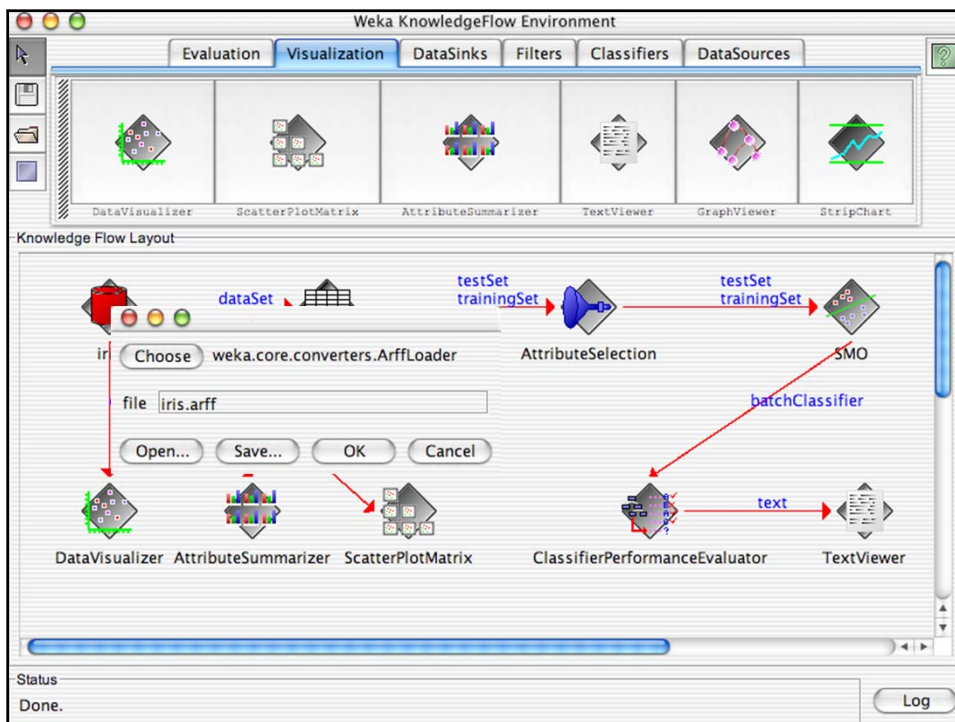 Weka KnowledgeFlow Environment
Evaluation Visualization DataSinks Filters Classifiers DataSources
?
DataVisualizer ScatterPlotMatrix AttributeSummarizer TextViewer GraphViewer StripChart
Knowledge Flow Layout
dataSet
testSet
trainingSet
testSet
trainingSet
AttributeSelection
SMO
Choose weka.core.converters.ArffLoader
file iris.arff
batchClassifier
Open... Save... OK Cancel
text
DataVisualizer AttributeSummarizer ScatterPlotMatrix ClassifierPerformanceEvaluator TextViewer
Status
Done.
Log